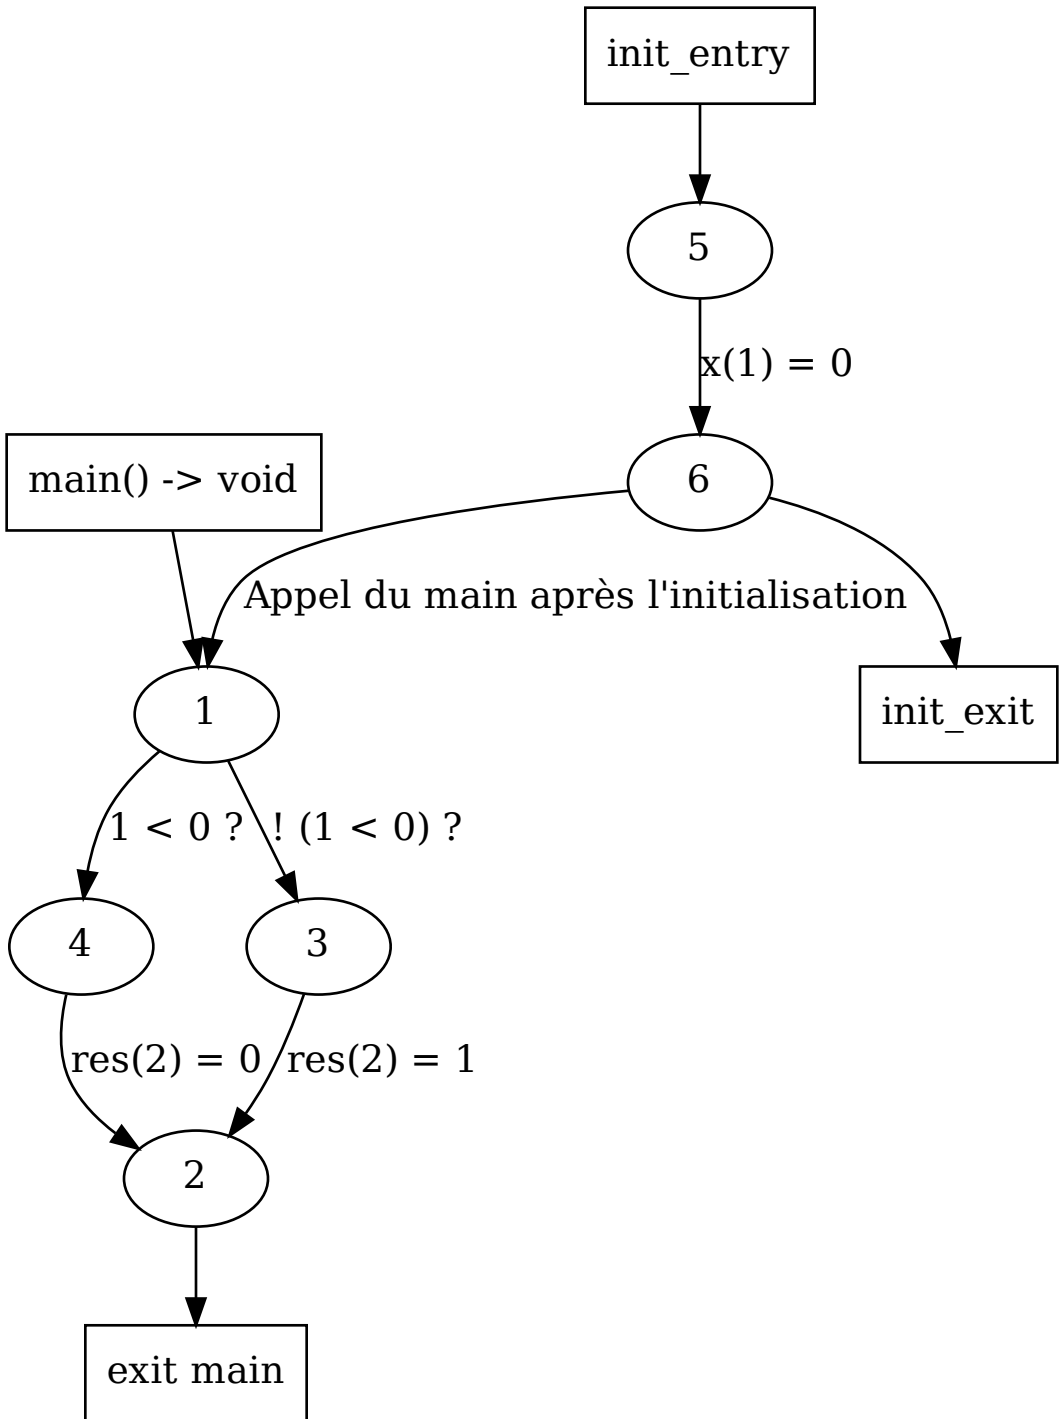 init_entry
5
x(1) = 0
main() -> void
6
Appel du main après l'initialisation
1
init_exit
1 < 0 ?
! (1 < 0) ?
4
3
res(2) = 0
res(2) = 1
2
exit main